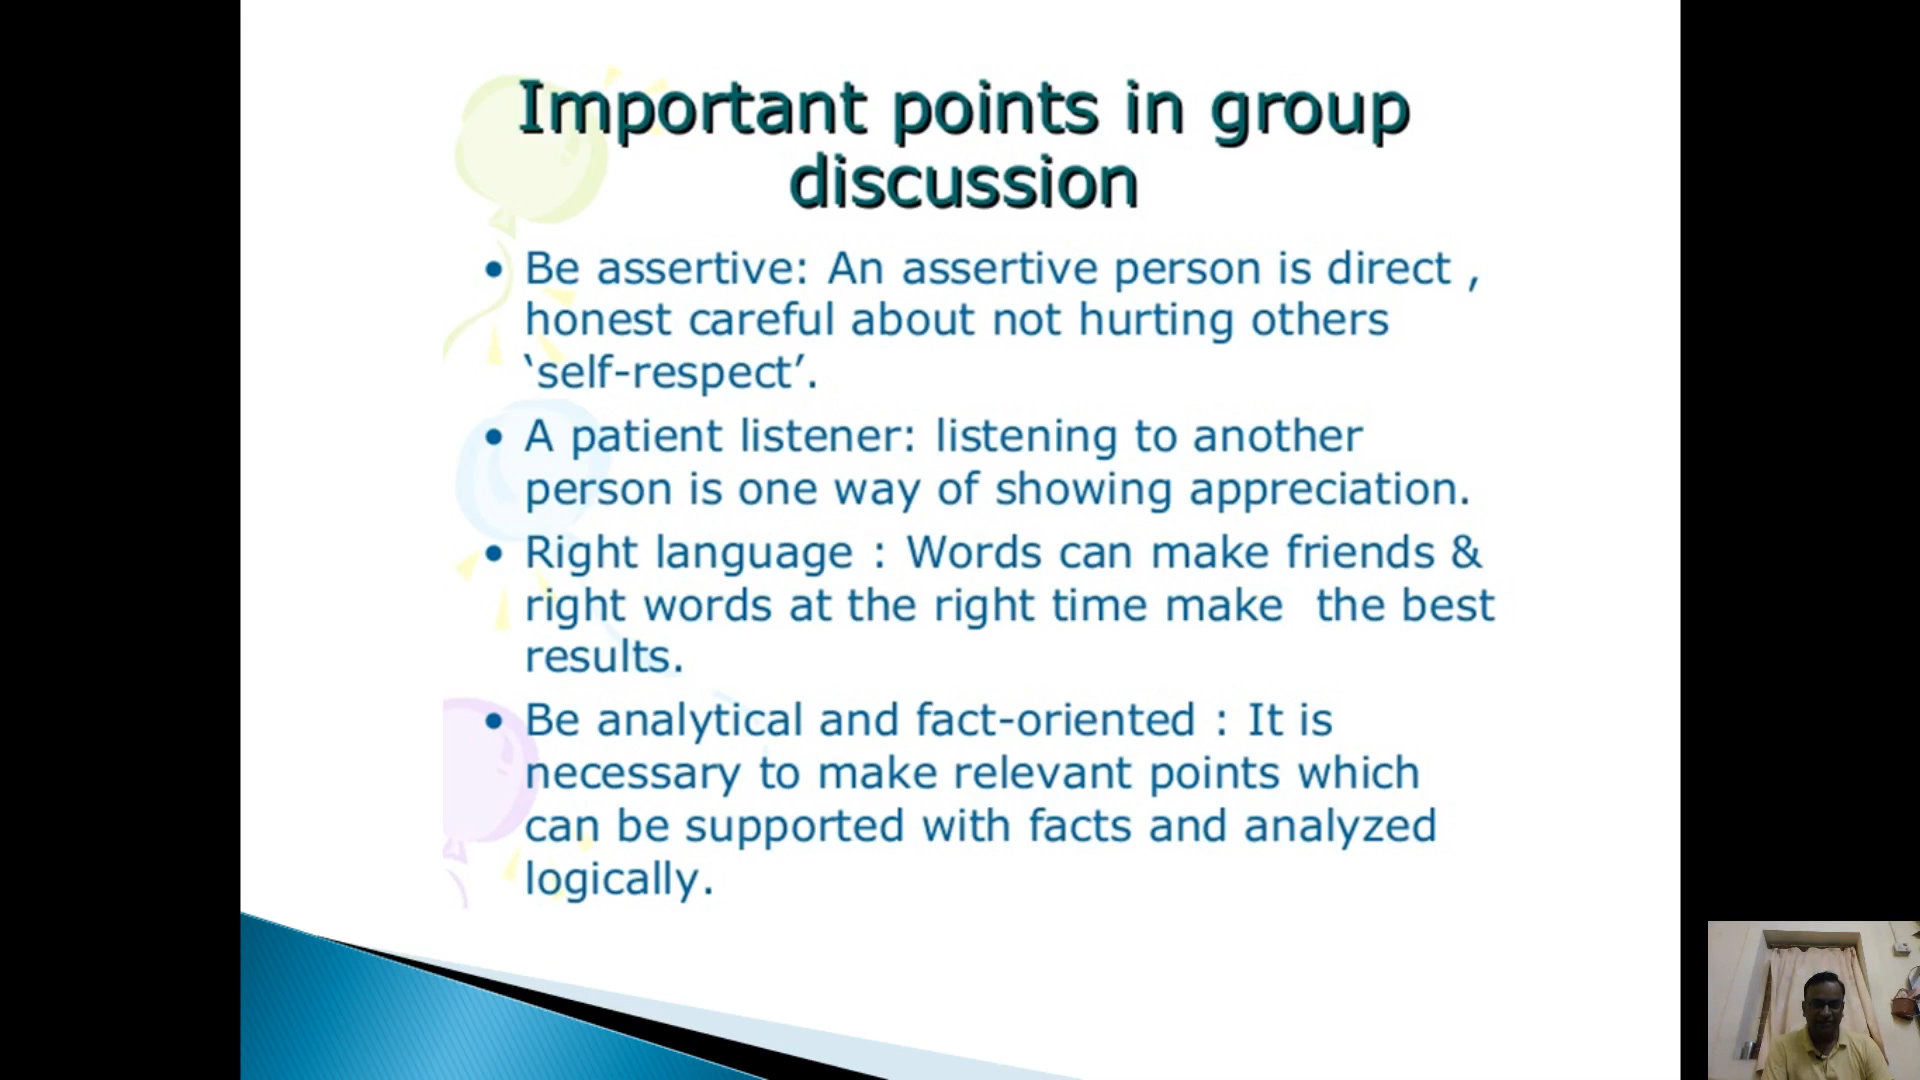 Important points in group
discussion
• Be assertive: An assertive person is direct ,
honest careful about not hurting others
‘self-respect’.
• A patient listener: listening to another
person is one way of showing appreciation.
• Right language : Words can make friends &
right words at the right time make  the best
results.
• Be analytical and fact-oriented : It is
necessary to make relevant points which
can be supported with facts and analyzed
logically.